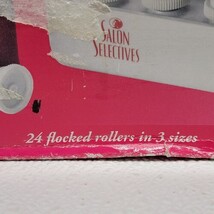 SALON
SELECTIVES
24 flocked rollers in 3 sizes